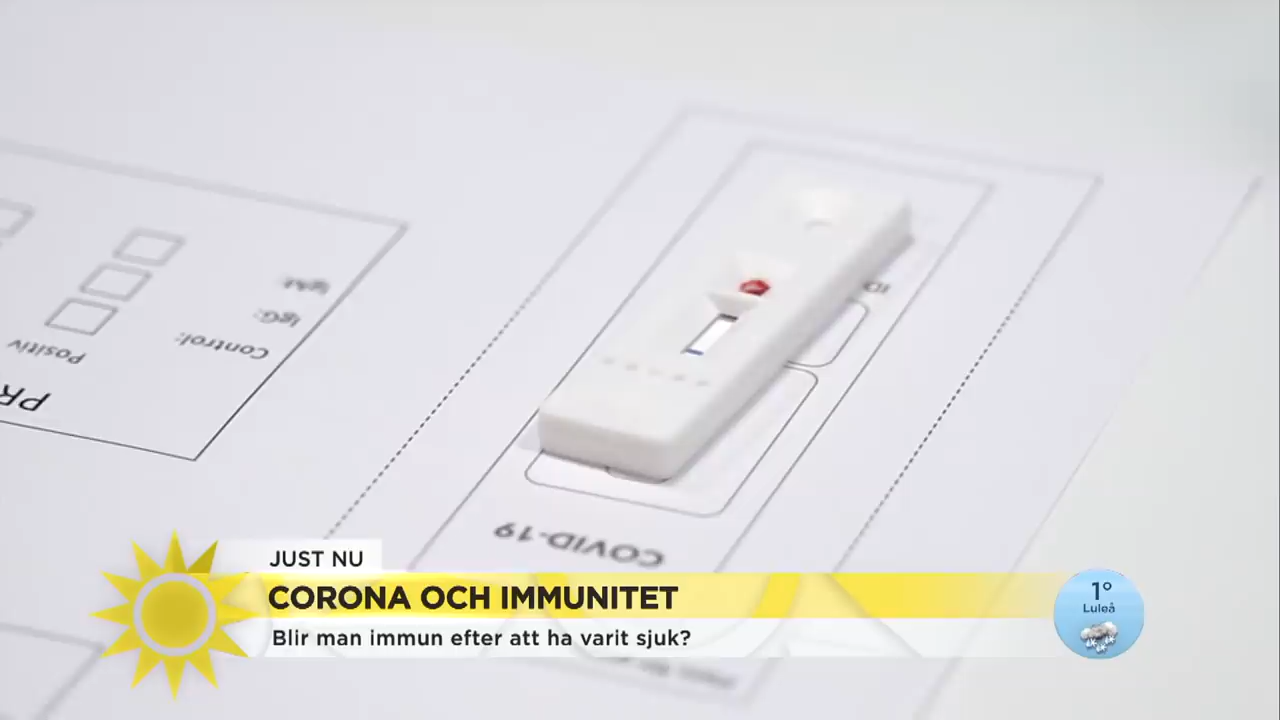 IgM:
IgG:
Control:
Positiv
PR
ID
COVID-19
JUST NU
CORONA OCH IMMUNITET
Blir man immun efter att ha varit sjuk?
1°
Luleå